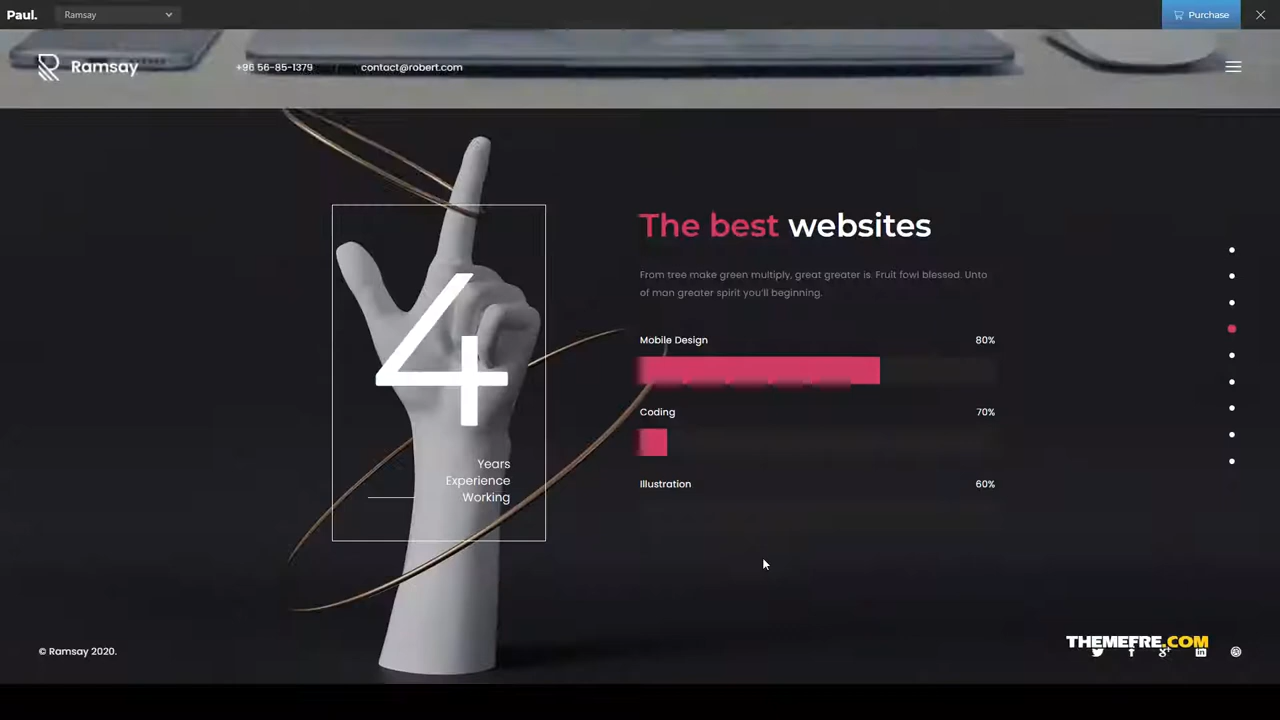 Paul.
Ramsay
Purchase
Ramsay
+96 56-85-1379
contact@robert.com
4
Years
Experience
Working
The best websites
From tree make green multiply, great greater is. Fruit fowl blessed. Unto
of man greater spirit you'll beginning.
Mobile Design 80%
Coding 70%
Illustration 60%
© Ramsay 2020.
THEMEFRE.COM